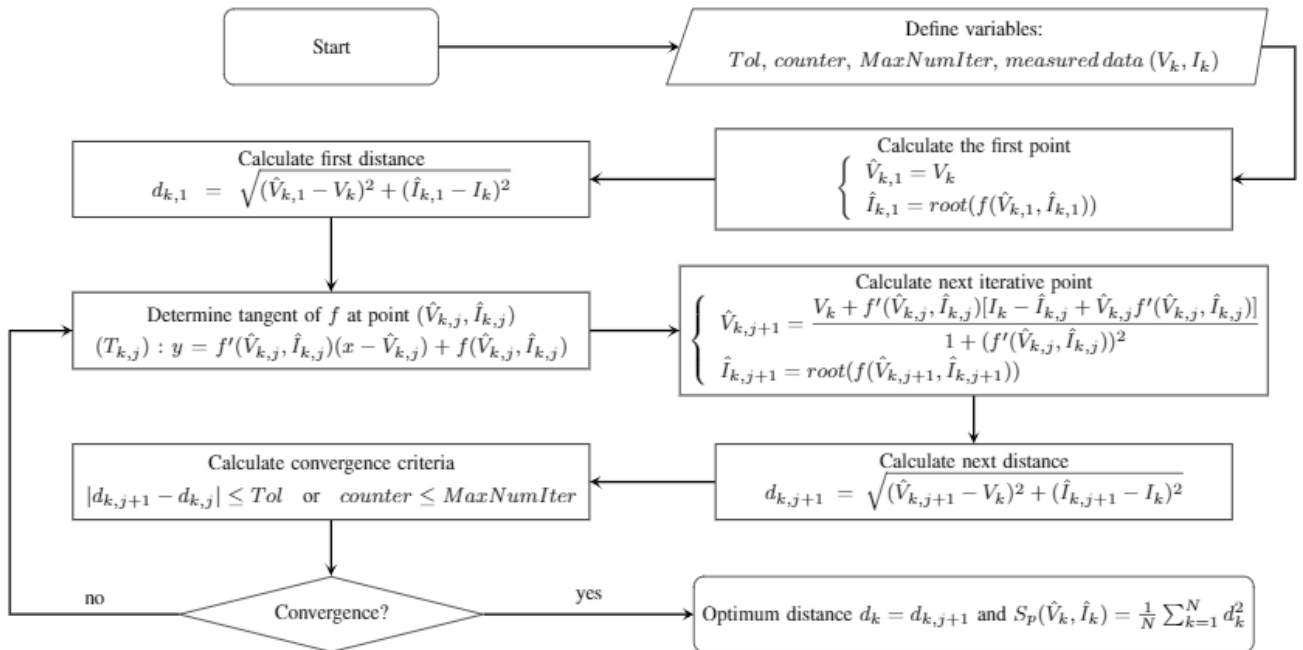 Start
Define variables:
Tol, counter, MaxNumIter, measured data (V_k, I_k)
Calculate the first point
{ V̂_{k,1} = V_k
Î_{k,1} = root(f(V̂_{k,1}, Î_{k,1}))
Calculate first distance
d_{k,1} = √((V̂_{k,1} − V_k)² + (Î_{k,1} − I_k)²)
Determine tangent of f at point (V̂_{k,j}, Î_{k,j})
(T_{k,j}) : y = f′(V̂_{k,j}, Î_{k,j})(x − V̂_{k,j}) + f(V̂_{k,j}, Î_{k,j})
Calculate next iterative point
{ V̂_{k,j+1} = (V_k + f′(V̂_{k,j}, Î_{k,j})[I_k − Î_{k,j} + V̂_{k,j} f′(V̂_{k,j}, Î_{k,j})]) / (1 + (f′(V̂_{k,j}, Î_{k,j}))²)
Î_{k,j+1} = root(f(V̂_{k,j+1}, Î_{k,j+1}))
Calculate next distance
d_{k,j+1} = √((V̂_{k,j+1} − V_k)² + (Î_{k,j+1} − I_k)²)
Calculate convergence criteria
|d_{k,j+1} − d_{k,j}| ≤ Tol or counter ≤ MaxNumIter
Convergence?
no
yes
Optimum distance d_k = d_{k,j+1} and S_p(V̂_k, Î_k) = 1/N ∑_{k=1}^{N} d_k²